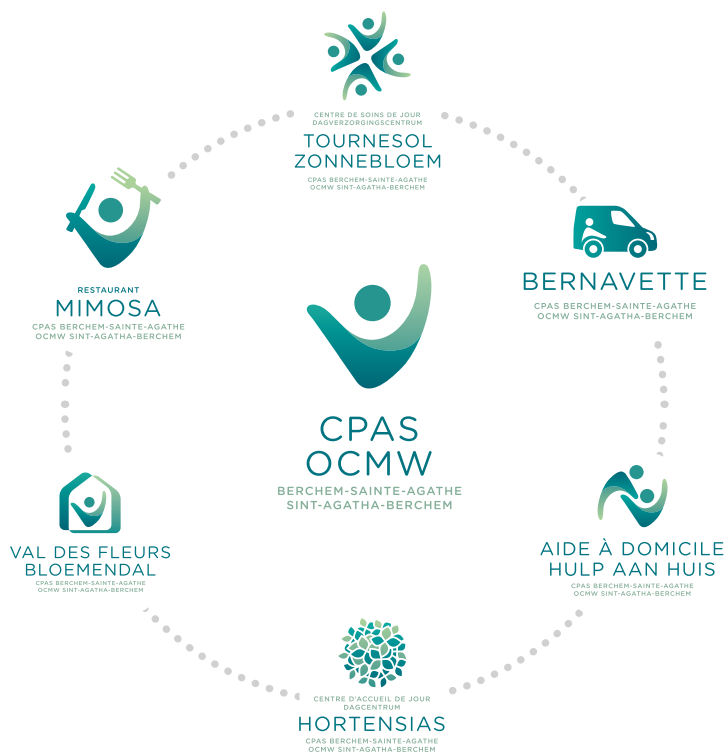 CENTRE DE SOINS DE JOUR
DAGVERZORGINGSCENTRUM
TOURNESOL
ZONNEBLOEM
CPAS BERCHEM-SAINTE-AGATHE
OCMW SINT-AGATHA-BERCHEM
RESTAURANT
MIMOSA
CPAS BERCHEM-SAINTE-AGATHE
OCMW SINT-AGATHA-BERCHEM
BERNAVETTE
CPAS BERCHEM-SAINTE-AGATHE
OCMW SINT-AGATHA-BERCHEM
CPAS
OCMW
BERCHEM-SAINTE-AGATHE
SINT-AGATHA-BERCHEM
VAL DES FLEURS
BLOEMENDAL
CPAS BERCHEM-SAINTE-AGATHE
OCMW SINT-AGATHA-BERCHEM
AIDE À DOMICILE
HULP AAN HUIS
CPAS BERCHEM-SAINTE-AGATHE
OCMW SINT-AGATHA-BERCHEM
CENTRE D'ACCUEIL DE JOUR
DAGCENTRUM
HORTENSIAS
CPAS BERCHEM-SAINTE-AGATHE
OCMW SINT-AGATHA-BERCHEM